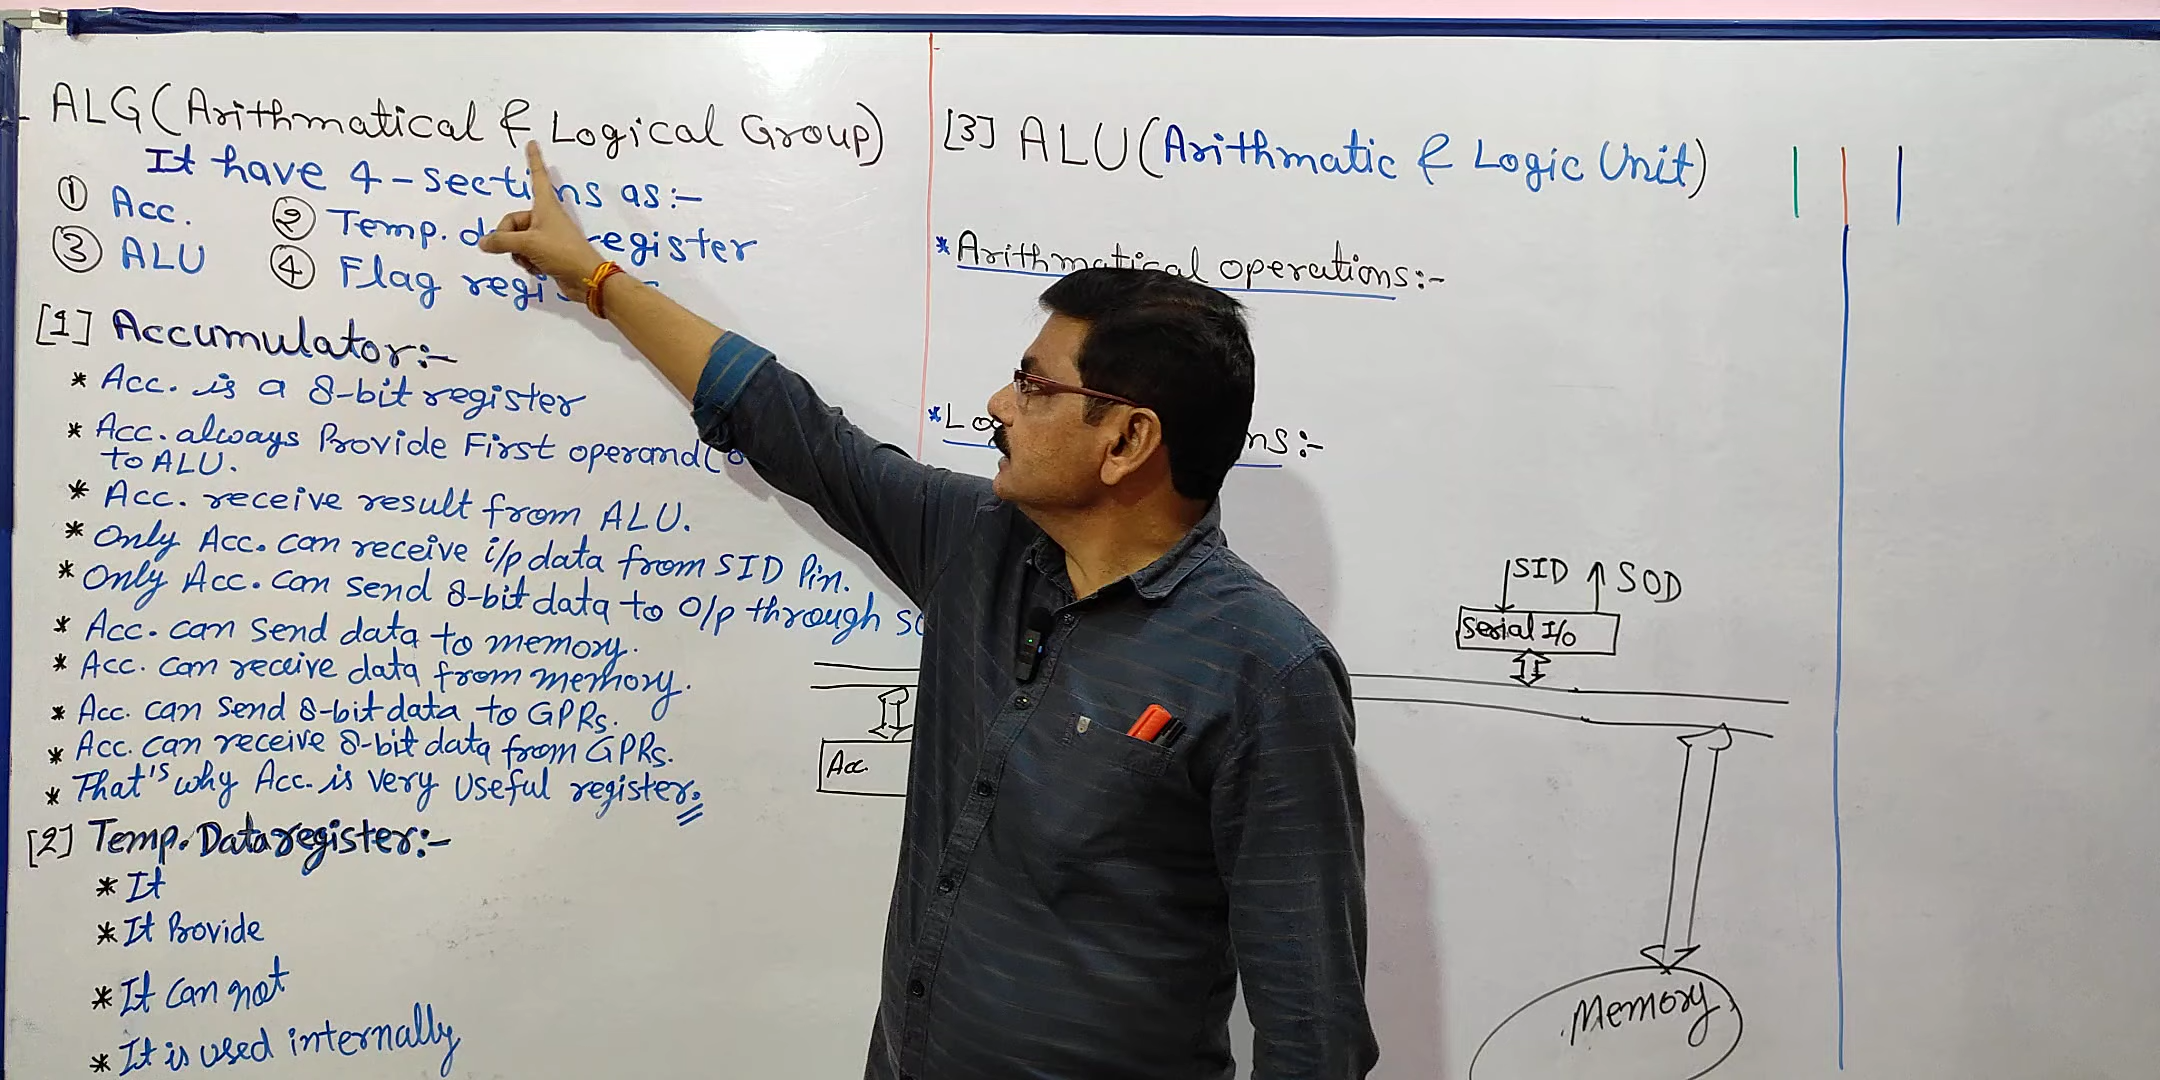 ALG (Arithmatical & Logical Group)
It have 4-sections as:-
① Acc. ② Temp. register
③ ALU ④ Flag
[1] Accumulator:-
* Acc. is a 8-bit register
* Acc. always Provide First operand(
to ALU.
* Acc. receive result from ALU.
* Only Acc. can receive i/p data from SID Pin.
* Only Acc. can send 8-bit data to O/p through
* Acc. can send data to memory.
* Acc. can receive data from memory.
* Acc. can send 8-bit data to GPRs.
* Acc. can receive 8-bit data from GPRs.
* That's why Acc. is very useful register.
[2] Temp. Data register:-
* It
* It Provide
* It can not
* It is used internally
[3] ALU (Arithmatic & Logic Unit)
* Arithmatical operations:-
*
SID SOD
Serial I/O
Acc.
Memory